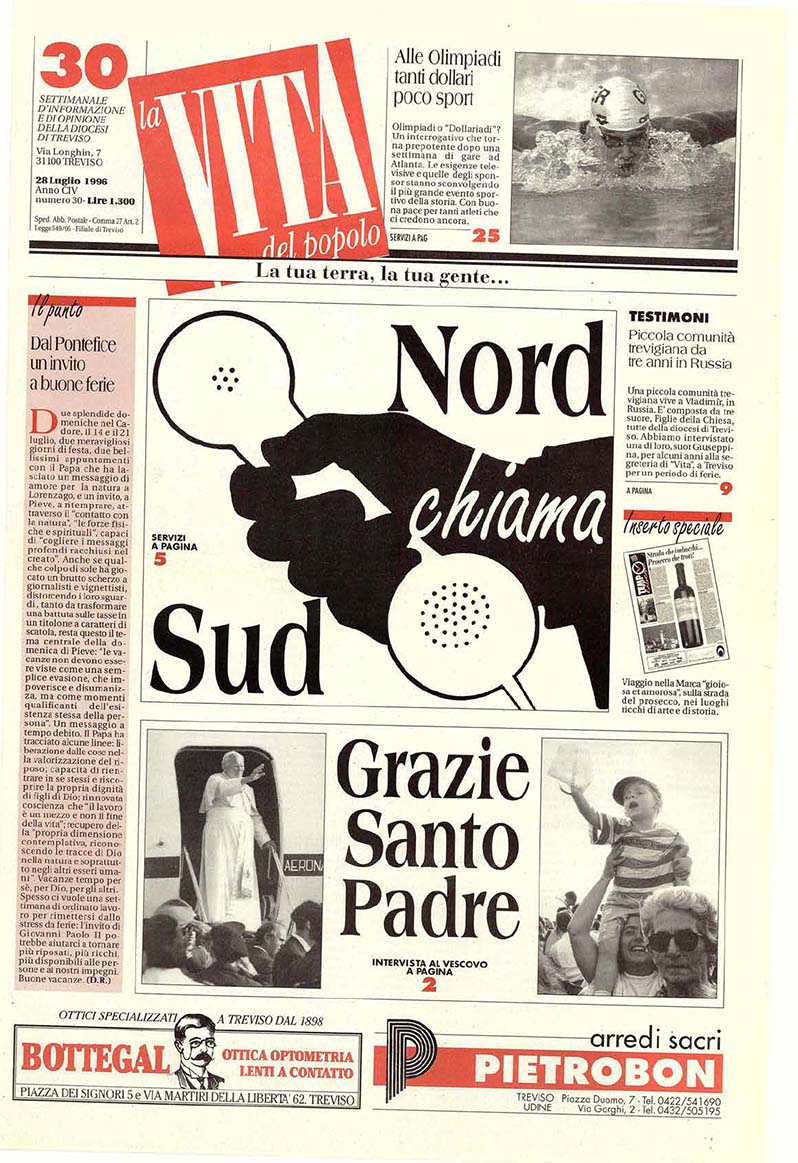 30
SETTIMANALE
D'INFORMAZIONE
E DI OPINIONE
DELLA DIOCESI
DI TREVISO
Via Longhin, 7
31100 TREVISO
28 Luglio 1996
Anno CIV
numero 30- Lire 1.300
Sped. Abb. Postale - Comma 27 Art. 2
Legge 549/95 - Filiale di Treviso
la
VITA
del popolo
Alle Olimpiadi
tanti dollari
poco sport
Olimpiadi o "Dollariadi"?
Un interrogativo che tor-
na prepotente dopo una
settimana di gare ad
Atlanta. Le esigenze tele-
visive e quelle degli spon-
sor stanno sconvolgendo
il più grande evento spor-
tivo della storia. Con buo-
na pace per tanti atleti che
ci credono ancora.
SERVIZI A PAG 25
La tua terra, la tua gente...
Il punto
Dal Pontefice
un invito
a buone ferie
Due splendide do-
meniche nel Ca-
dore, il 14 e il 21
luglio, due meravigliosi
giorni di festa, due bel-
lissimi appuntamenti
con il Papa che ha la-
sciato un messaggio di
amore per la natura a
Lorenzago, e un invito, a
Pieve, a ritemprare, at-
traverso il "contatto con
la natura", "le forze fisi-
che e spirituali", capaci
di "cogliere i messaggi
profondi racchiusi nel
creato". Anche se qual-
che colpo di sole ha gio-
cato un brutto scherzo a
giornalisti e vignettisti,
distorcendo i loro sguar-
di, tanto da trasformare
una battuta sulle tasse in
un titolone a caratteri di
scatola, resta questo il te-
ma centrale della do-
menica di Pieve: "le va-
canze non devono esse-
re viste come una sem-
plice evasione, che im-
poverisce e disumaniz-
za, ma come momenti
qualificanti dell'esi-
stenza stessa della per-
sona". Un messaggio a
tempo debito. Il Papa ha
tracciato alcune linee: li-
berazione dalle cose nel-
la valorizzazione del ri-
poso; capacità di rien-
trare in se stessi e risco-
prire la propria dignità
di figli di Dio; rinnovata
coscienza che "il lavoro
è un mezzo e non il fine
della vita"; recupero del-
la "propria dimensione
contemplativa, ricono-
scendo le tracce di Dio
nella natura e soprattut-
to negli altri esseri uma-
ni". Vacanze tempo per
sè, per Dio, per gli altri.
Spesso ci vuole una set-
timana di ordinato lavo-
ro per rimettersi dallo
stress da ferie: l'invito di
Giovanni Paolo II po-
trebbe aiutarci a tornare
più riposati, più ricchi,
più disponibili alle per-
sone e ai nostri impegni.
Buone vacanze. (D.R.)
Nord
chiama
Sud
SERVIZI
A PAGINA
5
TESTIMONI
Piccola comunità
trevigiana da
tre anni in Russia
Una piccola comunità tre-
vigiana vive a Vladimir, in
Russia. E' composta da tre
suore, Figlie della Chiesa,
tutte della diocesi di Trevi-
so. Abbiamo intervistato
una di loro, suor Giuseppi-
na, per alcuni anni alla se-
greteria di "Vita", a Treviso
per un periodo di ferie.
A PAGINA 9
Inserto speciale
Strada che imbocchi...
Prosecco che trovi!
TEMPO
Viaggio nella Marca "gioio-
sa et amorosa", sulla strada
del prosecco, nei luoghi
ricchi di arte e di storia.
AERONA
Grazie
Santo
Padre
INTERVISTA AL VESCOVO
A PAGINA
2
OTTICI SPECIALIZZATI A TREVISO DAL 1898
BOTTEGAL
OTTICA OPTOMETRIA
LENTI A CONTATTO
PIAZZA DEI SIGNORI 5 e VIA MARTIRI DELLA LIBERTA' 62. TREVISO
arredi sacri
PIETROBON
TREVISO Piazza Duomo, 7 - Tel. 0422/541690
UDINE Via Gorghi, 2 - Tel. 0432/505195